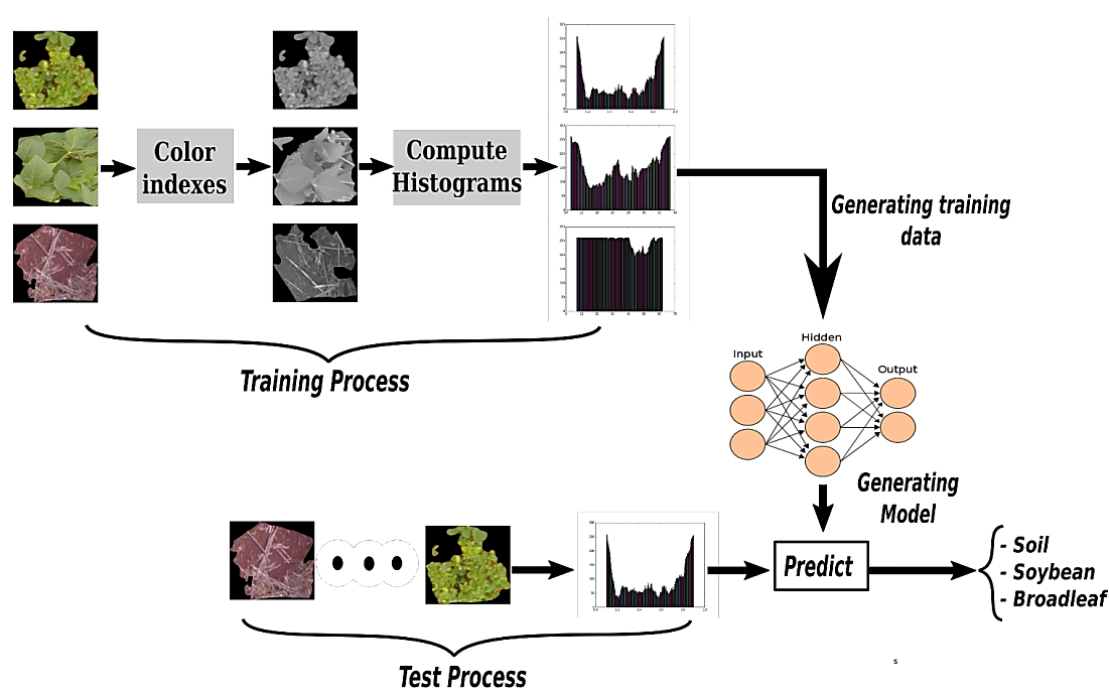 Color
indexes
Compute
Histograms
Generating training
data
Training Process
Input
Hidden
Output
Generating
Model
Predict
- Soil
- Soybean
- Broadleaf
Test Process
s